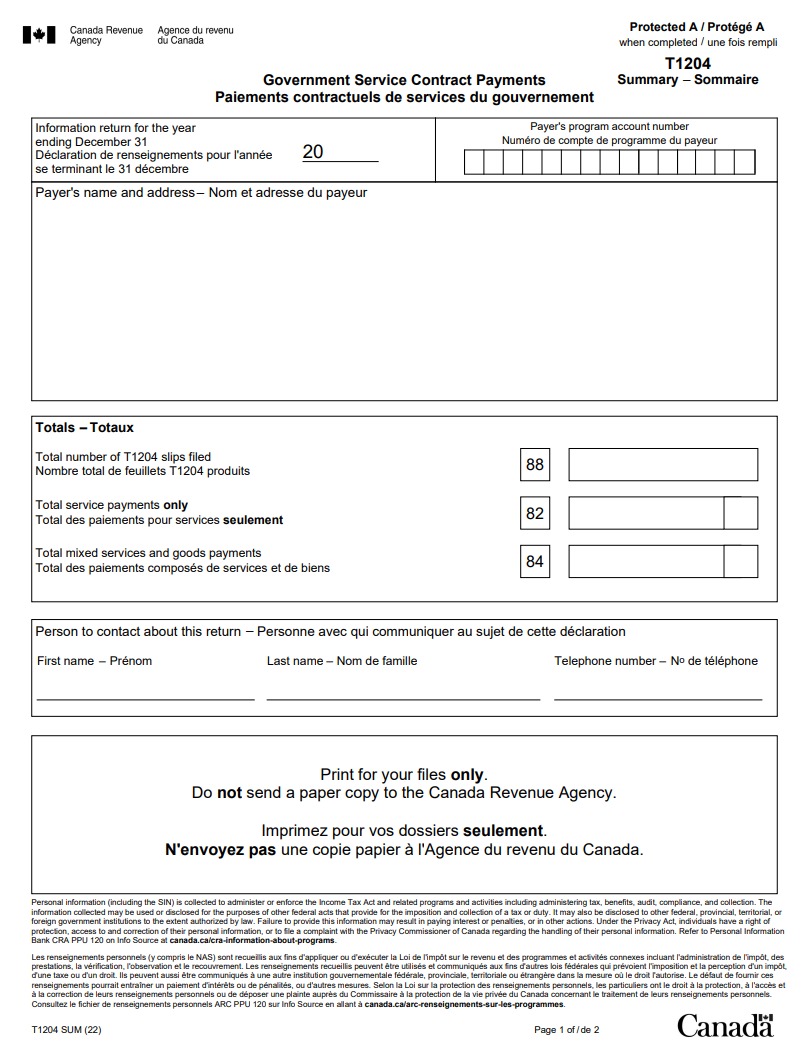 Canada Revenue Agence du revenu
Agency du Canada
Protected A / Protégé A
when completed / une fois rempli
T1204
Summary – Sommaire
Government Service Contract Payments
Paiements contractuels de services du gouvernement
Information return for the year
ending December 31
Déclaration de renseignements pour l'année
se terminant le 31 décembre
20
Payer's program account number
Numéro de compte de programme du payeur
Payer's name and address – Nom et adresse du payeur
Totals – Totaux
Total number of T1204 slips filed
Nombre total de feuillets T1204 produits
88
Total service payments only
Total des paiements pour services seulement
82
Total mixed services and goods payments
Total des paiements composés de services et de biens
84
Person to contact about this return – Personne avec qui communiquer au sujet de cette déclaration
First name – Prénom Last name – Nom de famille Telephone number – Nº de téléphone
Print for your files only.
Do not send a paper copy to the Canada Revenue Agency.
Imprimez pour vos dossiers seulement.
N'envoyez pas une copie papier à l'Agence du revenu du Canada.
Personal information (including the SIN) is collected to administer or enforce the Income Tax Act and related programs and activities including administering tax, benefits, audit, compliance, and collection. The
information collected may be used or disclosed for the purposes of other federal acts that provide for the imposition and collection of a tax or duty. It may also be disclosed to other federal, provincial, territorial, or
foreign government institutions to the extent authorized by law. Failure to provide this information may result in paying interest or penalties, or in other actions. Under the Privacy Act, individuals have a right of
protection, access to and correction of their personal information, or to file a complaint with the Privacy Commissioner of Canada regarding the handling of their personal information. Refer to Personal Information
Bank CRA PPU 120 on Info Source at canada.ca/cra-information-about-programs.
Les renseignements personnels (y compris le NAS) sont recueillis aux fins d'appliquer ou d'exécuter la Loi de l'impôt sur le revenu et des programmes et activités connexes incluant l'administration de l'impôt, des
prestations, la vérification, l'observation et le recouvrement. Les renseignements recueillis peuvent être utilisés et communiqués aux fins d'autres lois fédérales qui prévoient l'imposition et la perception d'un impôt,
d'une taxe ou d'un droit. Ils peuvent aussi être communiqués à une autre institution gouvernementale fédérale, provinciale, territoriale ou étrangère dans la mesure où le droit l'autorise. Le défaut de fournir ces
renseignements pourrait entraîner un paiement d'intérêts ou de pénalités, ou d'autres mesures. Selon la Loi sur la protection des renseignements personnels, les particuliers ont le droit à la protection, à l'accès et
à la correction de leurs renseignements personnels ou de déposer une plainte auprès du Commissaire à la protection de la vie privée du Canada concernant le traitement de leurs renseignements personnels.
Consultez le fichier de renseignements personnels ARC PPU 120 sur Info Source en allant à canada.ca/arc-renseignements-sur-les-programmes.
T1204 SUM (22) Page 1 of / de 2 Canada